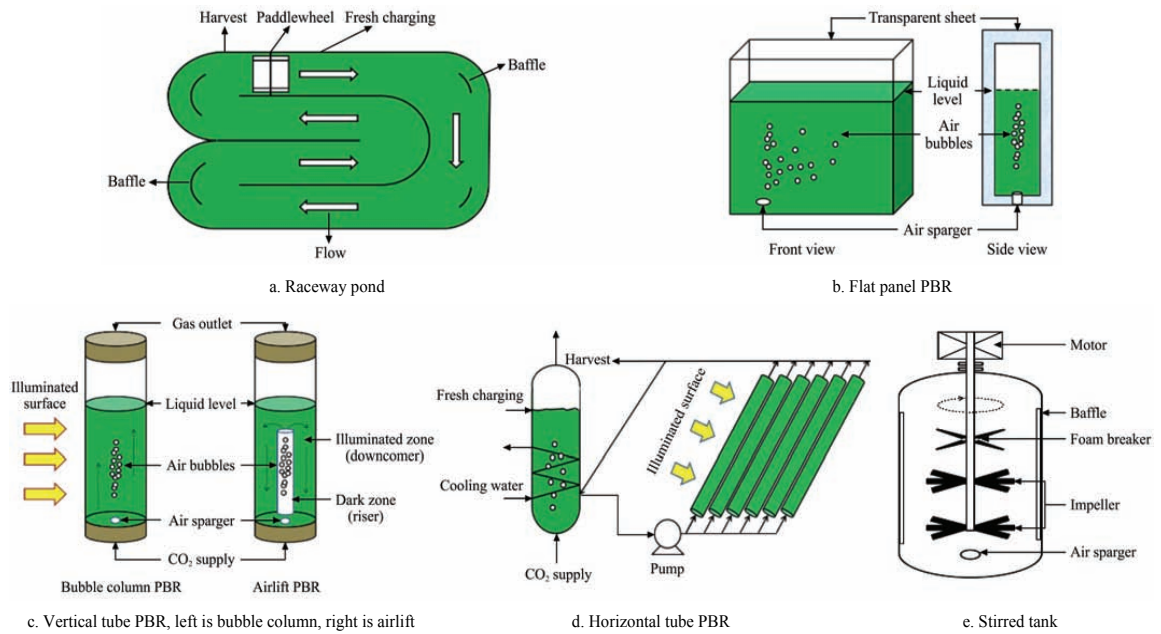 Harvest
Paddlewheel
Fresh charging
Baffle
Baffle
Flow
a. Raceway pond
Transparent sheet
Liquid
level
Air
bubbles
Air sparger
Front view
Side view
b. Flat panel PBR
Gas outlet
Illuminated
surface
Liquid level
Illuminated zone
(downcomer)
Air bubbles
Dark zone
(riser)
Air sparger
CO₂ supply
Bubble column PBR
Airlift PBR
c. Vertical tube PBR, left is bubble column, right is airlift
Harvest
Fresh charging
Illuminated surface
Cooling water
Pump
CO₂ supply
d. Horizontal tube PBR
Motor
Baffle
Foam breaker
Impeller
Air sparger
e. Stirred tank